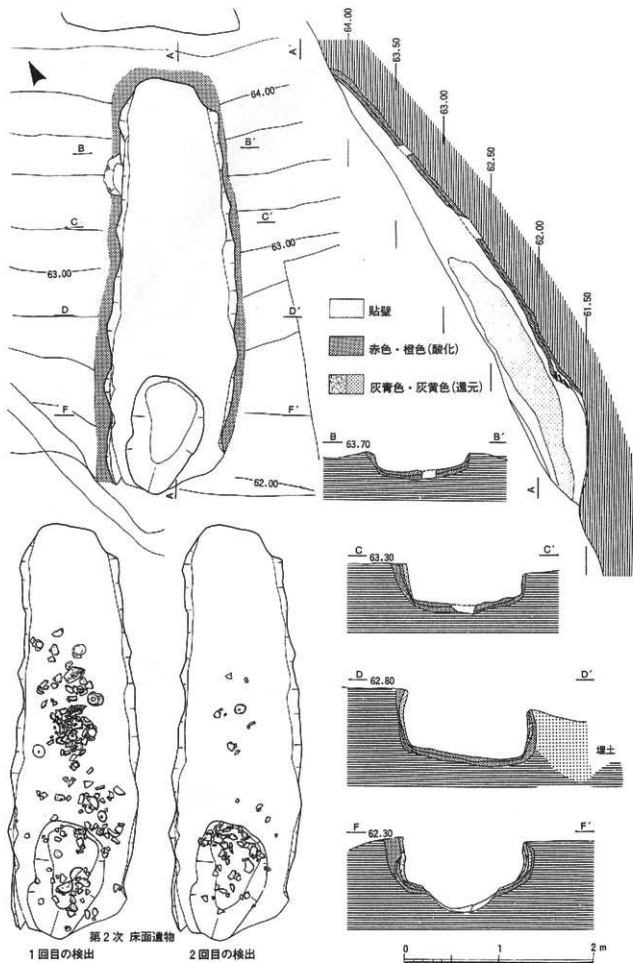 A
A'
64.00
B
B'
C
C'
63.00
63.00
D
D'
F
F'
A
62.00
64.00
63.50
63.00
62.50
62.00
61.50
A
貼壁
赤色・橙色(酸化)
灰青色・灰黄色(還元)
B
63.70
B'
C
63.30
C'
D
62.80
D'
埋土
F
62.30
F'
第2次 床面遺物
1回目の検出
2回目の検出
0
1
2m